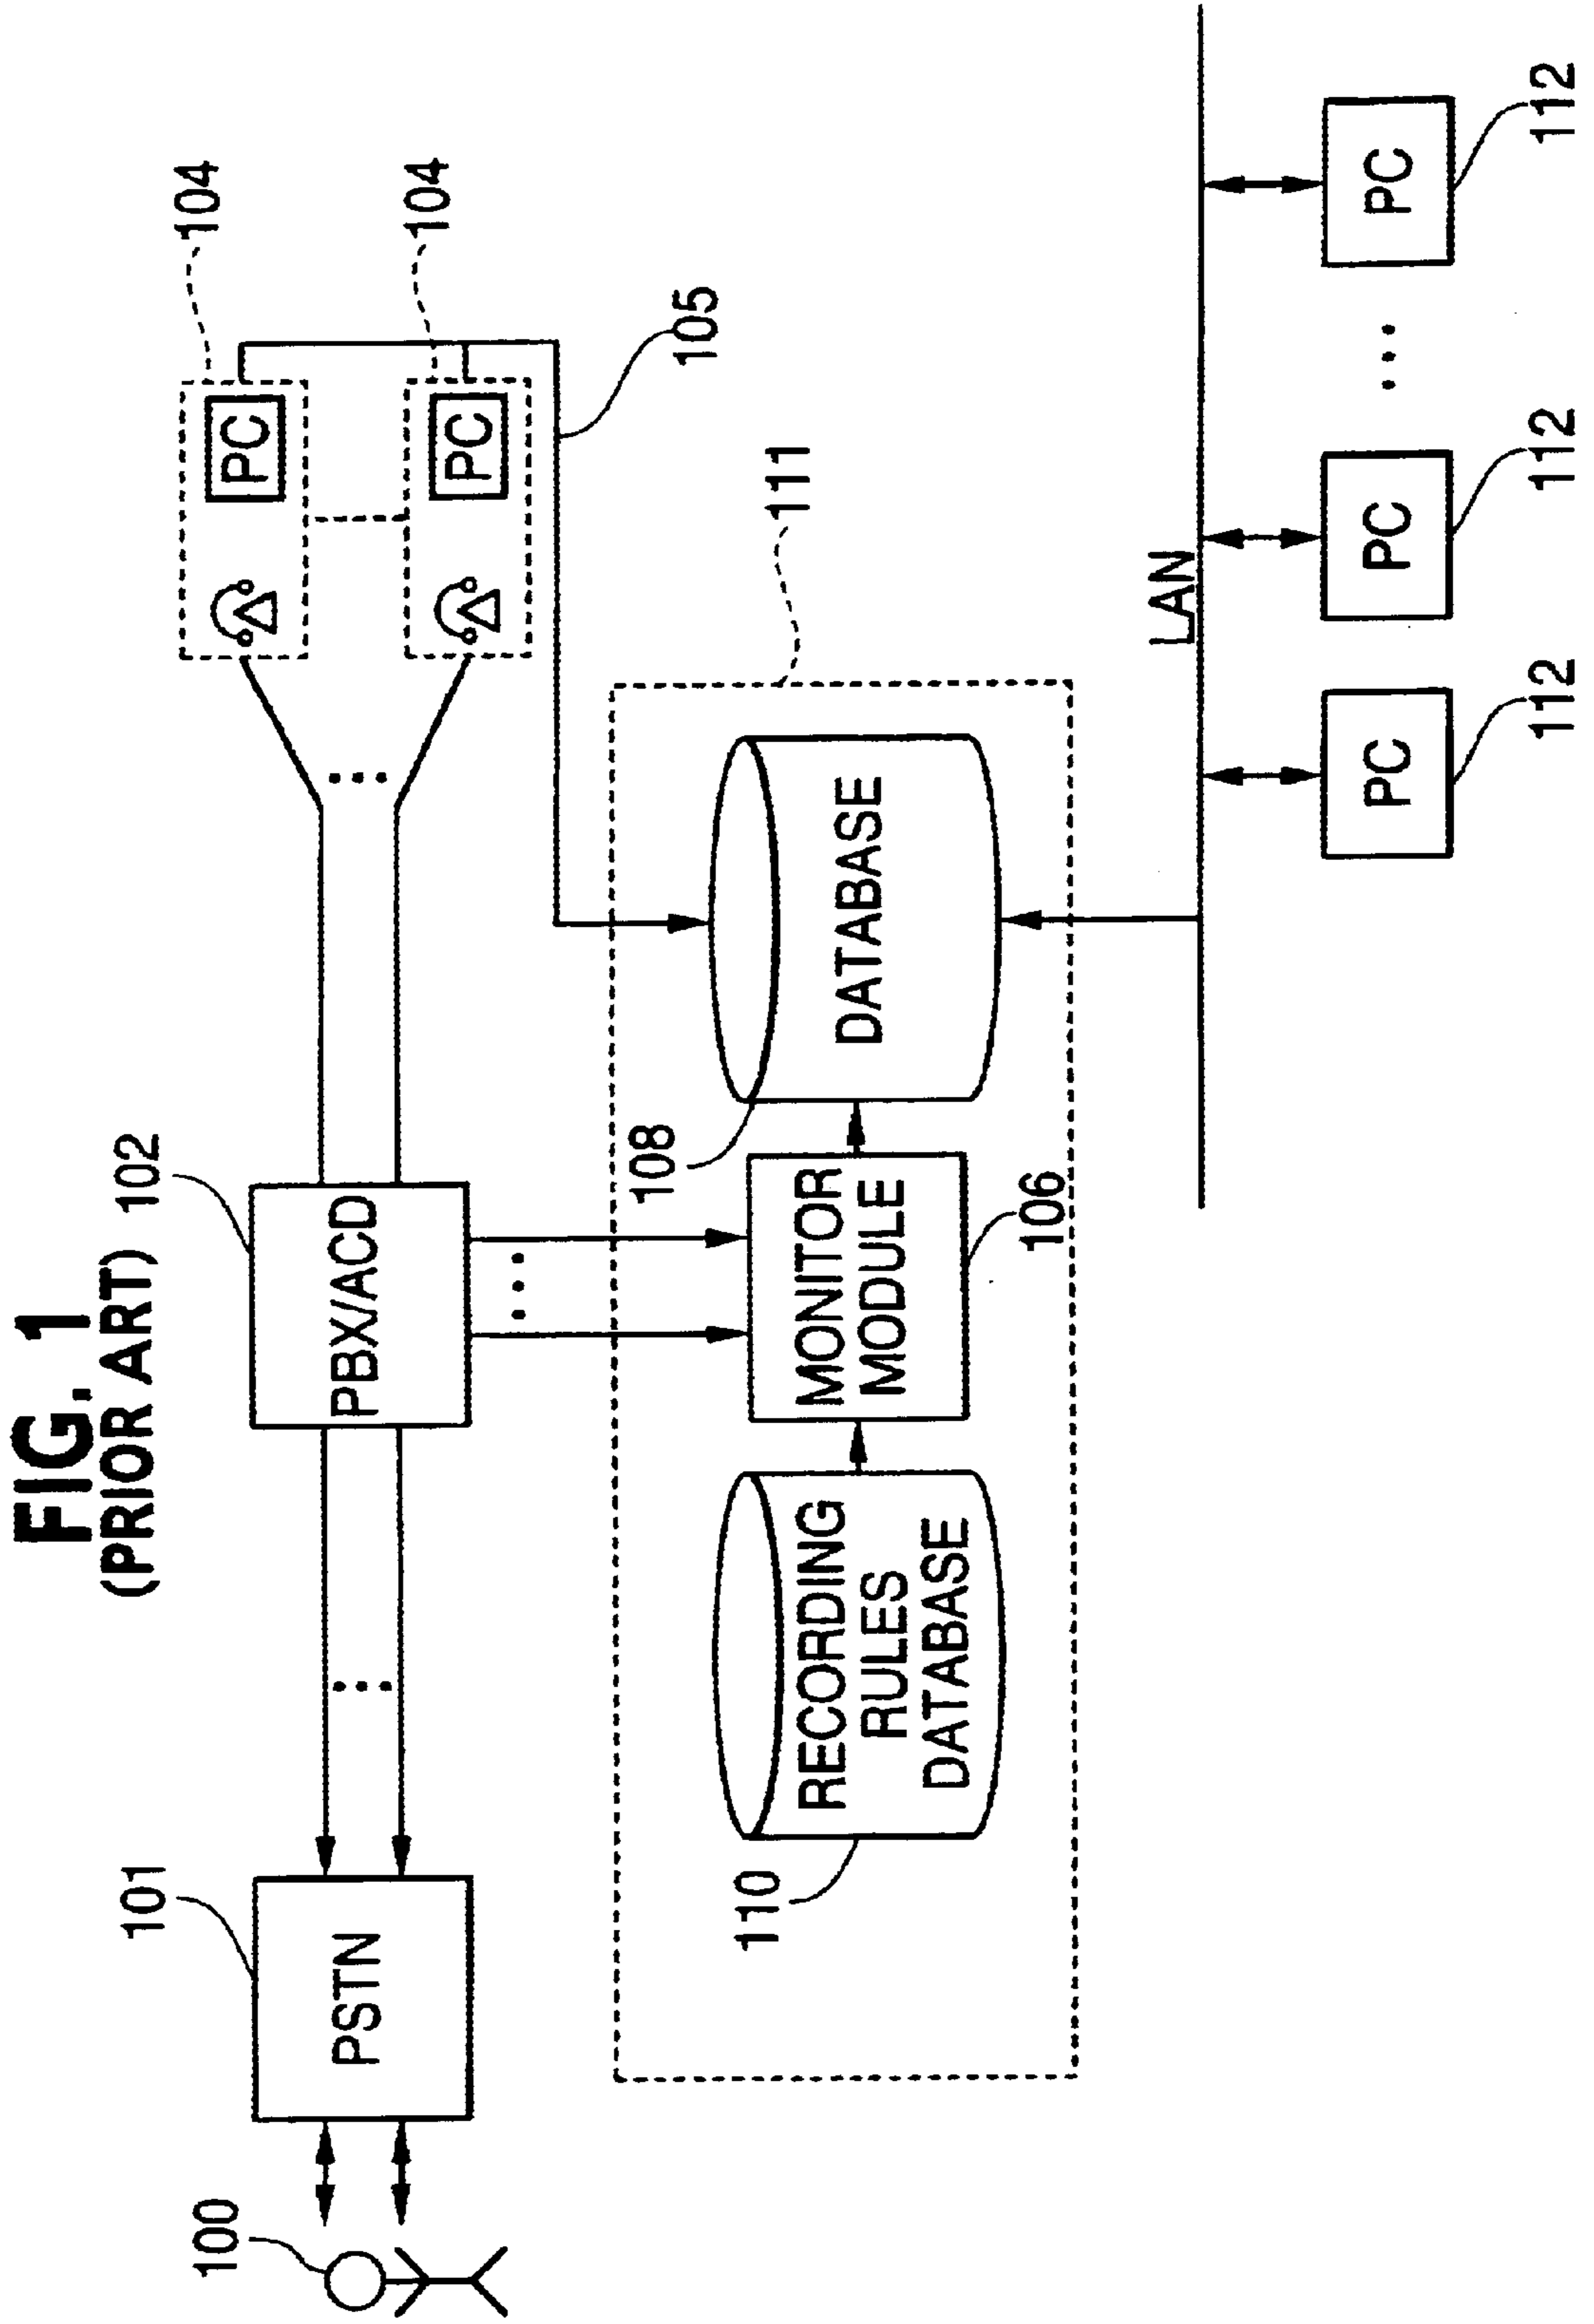 FIG. 1
(PRIOR ART)
100
101
PSTN
102
PBX/ACD
104
PC
104
PC
105
111
110
RECORDING
RULES
DATABASE
MONITOR
MODULE
106
108
DATABASE
LAN
PC
112
PC
112
PC
112